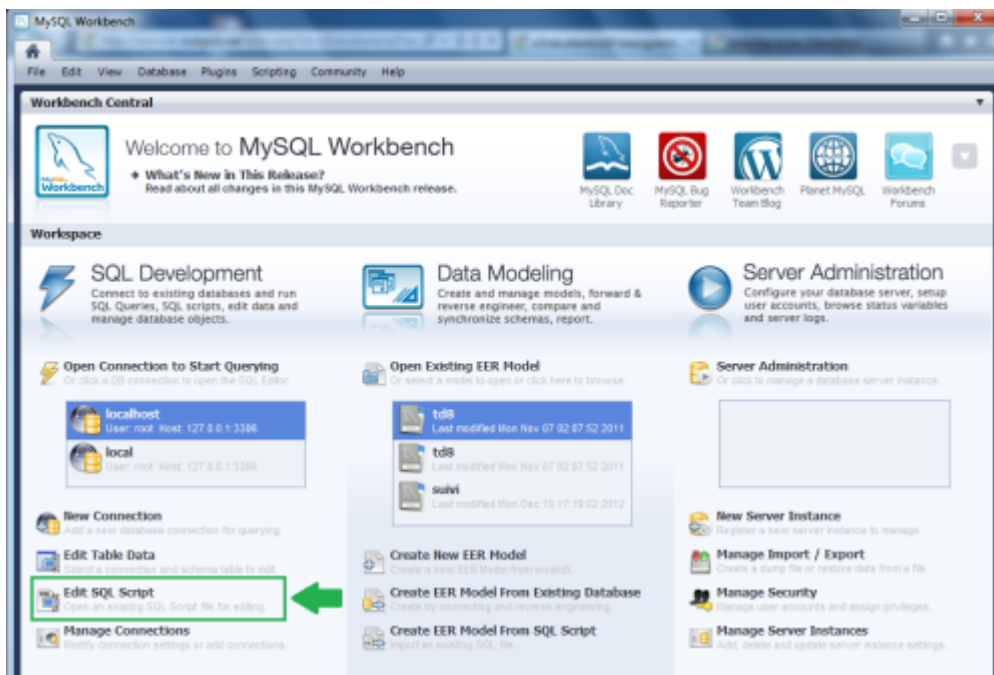 MySQL Workbench
File Edit View Database Plugins Scripting Community Help
Workbench Central
Welcome to MySQL Workbench
What's New in This Release?
Read about all changes in this MySQL Workbench release.
MySQL
Workbench
MySQL Doc
Library
MySQL Bug
Reporter
Workbench
Team Blog
Planet MySQL
Workbench
Forums
Workspace
SQL Development
Connect to existing databases and run
SQL Queries, SQL scripts, edit data and
manage database objects.
Open Connection to Start Querying
Or click a DB connection to open the SQL Editor.
localhost
User: root Host: 127.0.0.1:3306
local
User: root Host: 127.0.0.1:3306
New Connection
Add a new database connection for querying.
Edit Table Data
Select a connection and schema table to edit.
Edit SQL Script
Open an existing SQL Script file for editing.
Manage Connections
Modify connection settings or add connections.
Data Modeling
Create and manage models, forward &
reverse engineer, compare and
synchronize schemas, report.
Open Existing EER Model
Or select a model to open or click here to browse.
td8
Last modified Mon Nov 07 02:07:52 2011
td8
Last modified Mon Nov 07 02:07:52 2011
suivi
Last modified Mon Dec 10 17:19:02 2012
Create New EER Model
Create a new EER Model from scratch.
Create EER Model From Existing Database
Create by connecting and reverse engineering.
Create EER Model From SQL Script
Import an existing SQL file.
Server Administration
Configure your database server, setup
user accounts, browse status variables
and server logs.
Server Administration
Or click to manage a database server instance.
New Server Instance
Register a new server instance to manage.
Manage Import / Export
Create a dump file or restore data from a file.
Manage Security
Manage user accounts and assign privileges.
Manage Server Instances
Add, delete and update server instance settings.